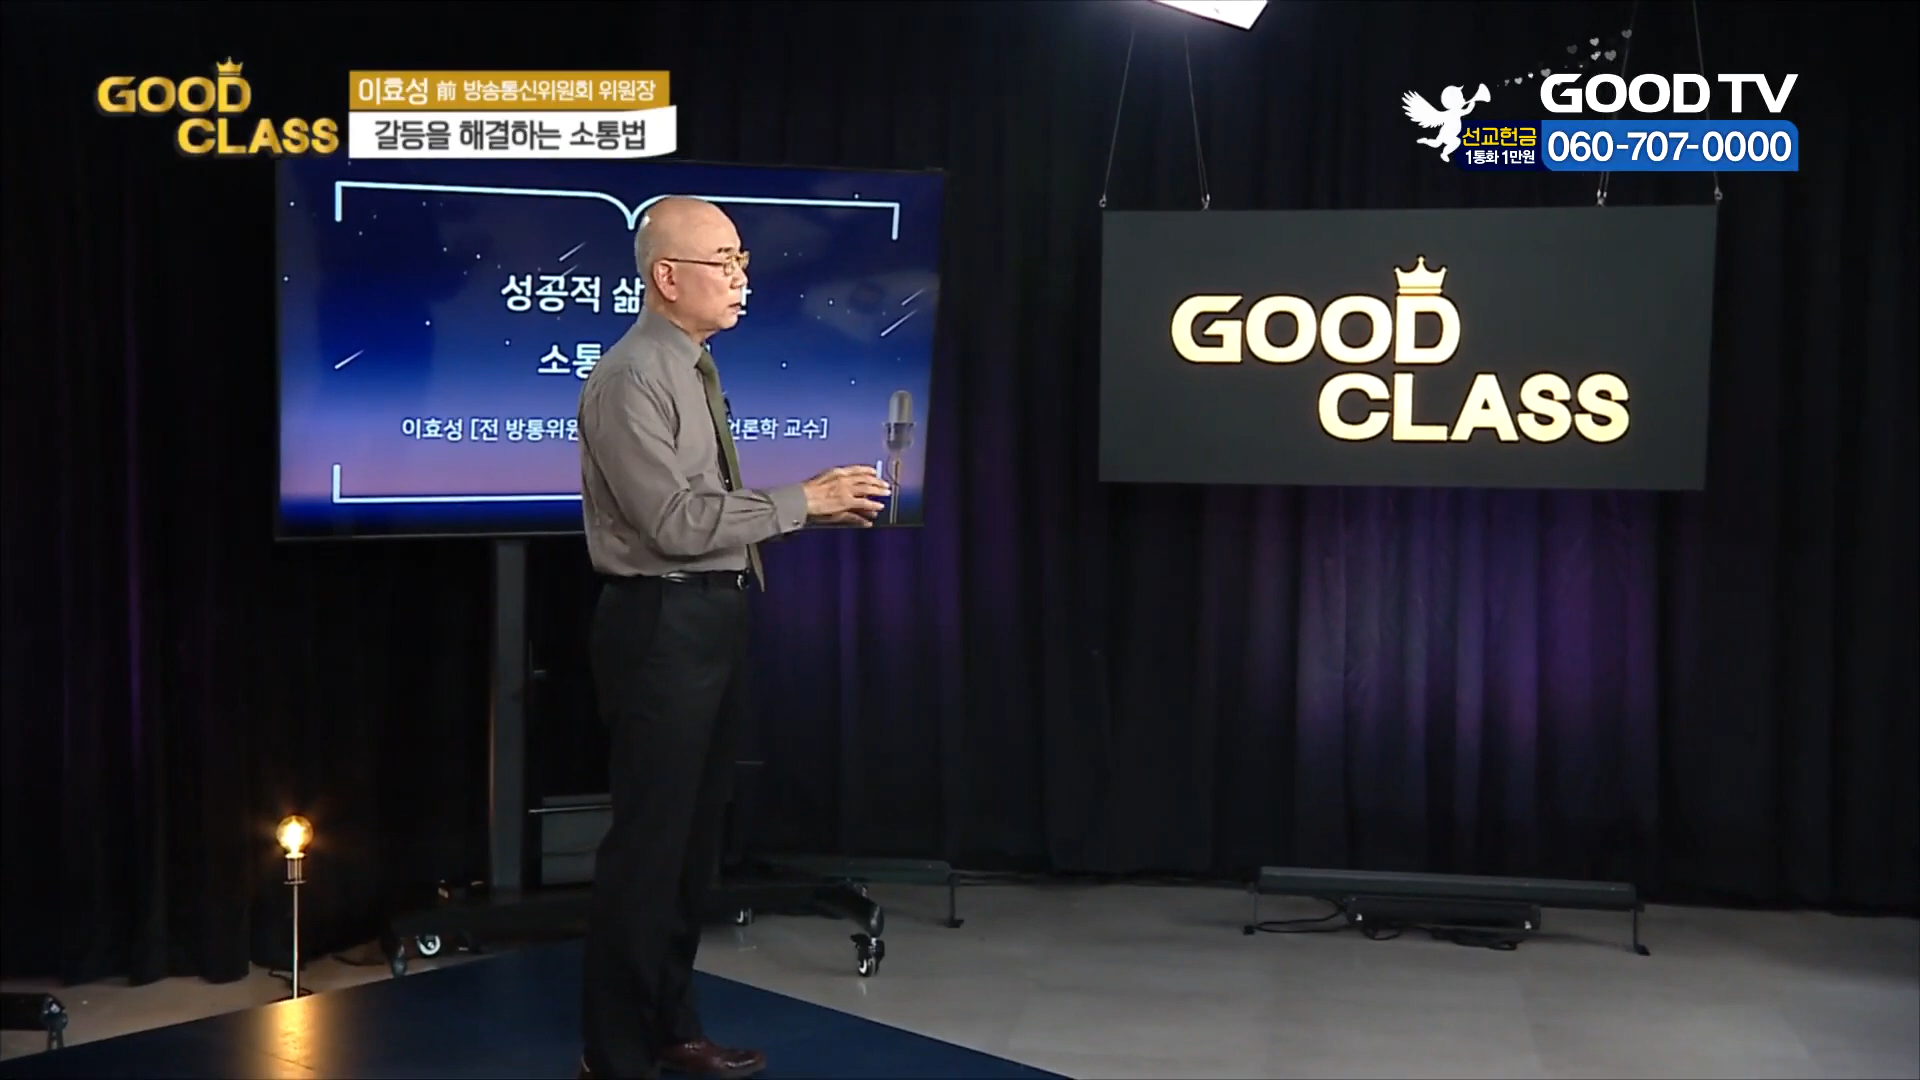 GOOD
CLASS
이효성 前 방송통신위원회 위원장
갈등을 해결하는 소통법
GOOD TV
선교헌금
1통화 1만원
060-707-0000
성공적
소통
이효성 [전 방통위원
언론학 교수]
GOOD
CLASS